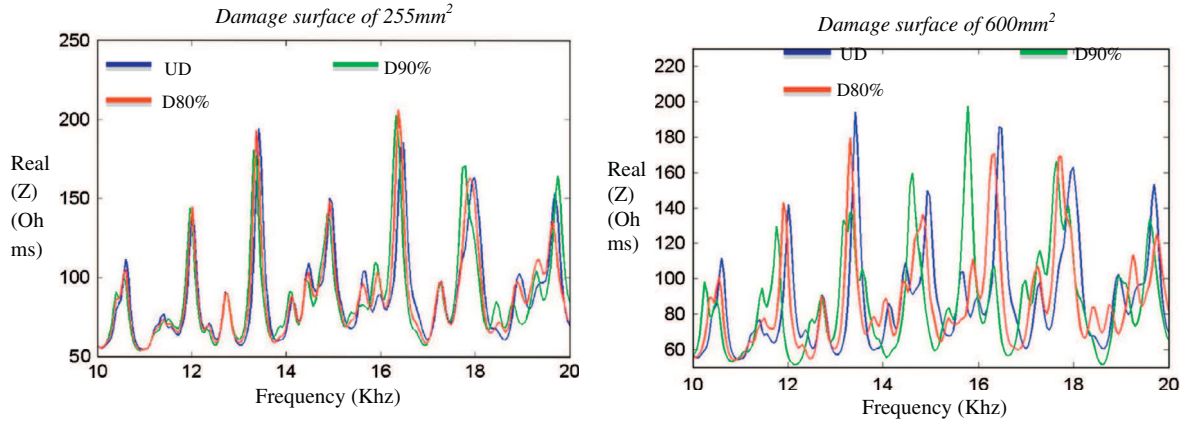 Damage surface of 255mm²
250
200
150
100
50
Real
(Z)
(Oh
ms)
UD
D90%
D80%
10 12 14 16 18 20
Frequency (Khz)
Damage surface of 600mm²
220
200
180
160
140
120
100
80
60
Real
(Z)
(Oh
ms)
UD
D90%
D80%
10 12 14 16 18 20
Frequency (Khz)